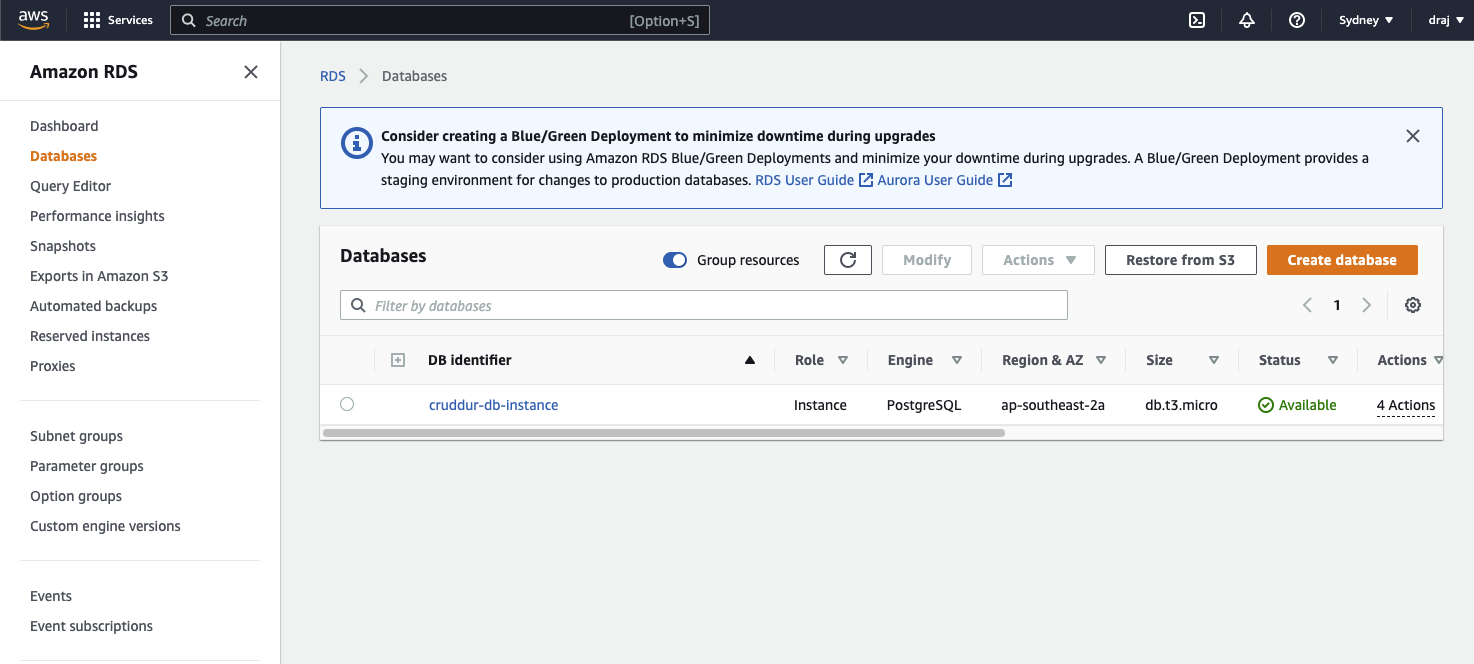 aws
Services
Search
[Option+S]
Sydney
draj
Amazon RDS
Dashboard
Databases
Query Editor
Performance insights
Snapshots
Exports in Amazon S3
Automated backups
Reserved instances
Proxies
Subnet groups
Parameter groups
Option groups
Custom engine versions
Events
Event subscriptions
RDS
Databases
Consider creating a Blue/Green Deployment to minimize downtime during upgrades
You may want to consider using Amazon RDS Blue/Green Deployments and minimize your downtime during upgrades. A Blue/Green Deployment provides a
staging environment for changes to production databases. RDS User Guide Aurora User Guide
Databases
Group resources
Modify
Actions
Restore from S3
Create database
Filter by databases
1
DB identifier Role Engine Region & AZ Size Status Actions
cruddur-db-instance Instance PostgreSQL ap-southeast-2a db.t3.micro Available 4 Actions